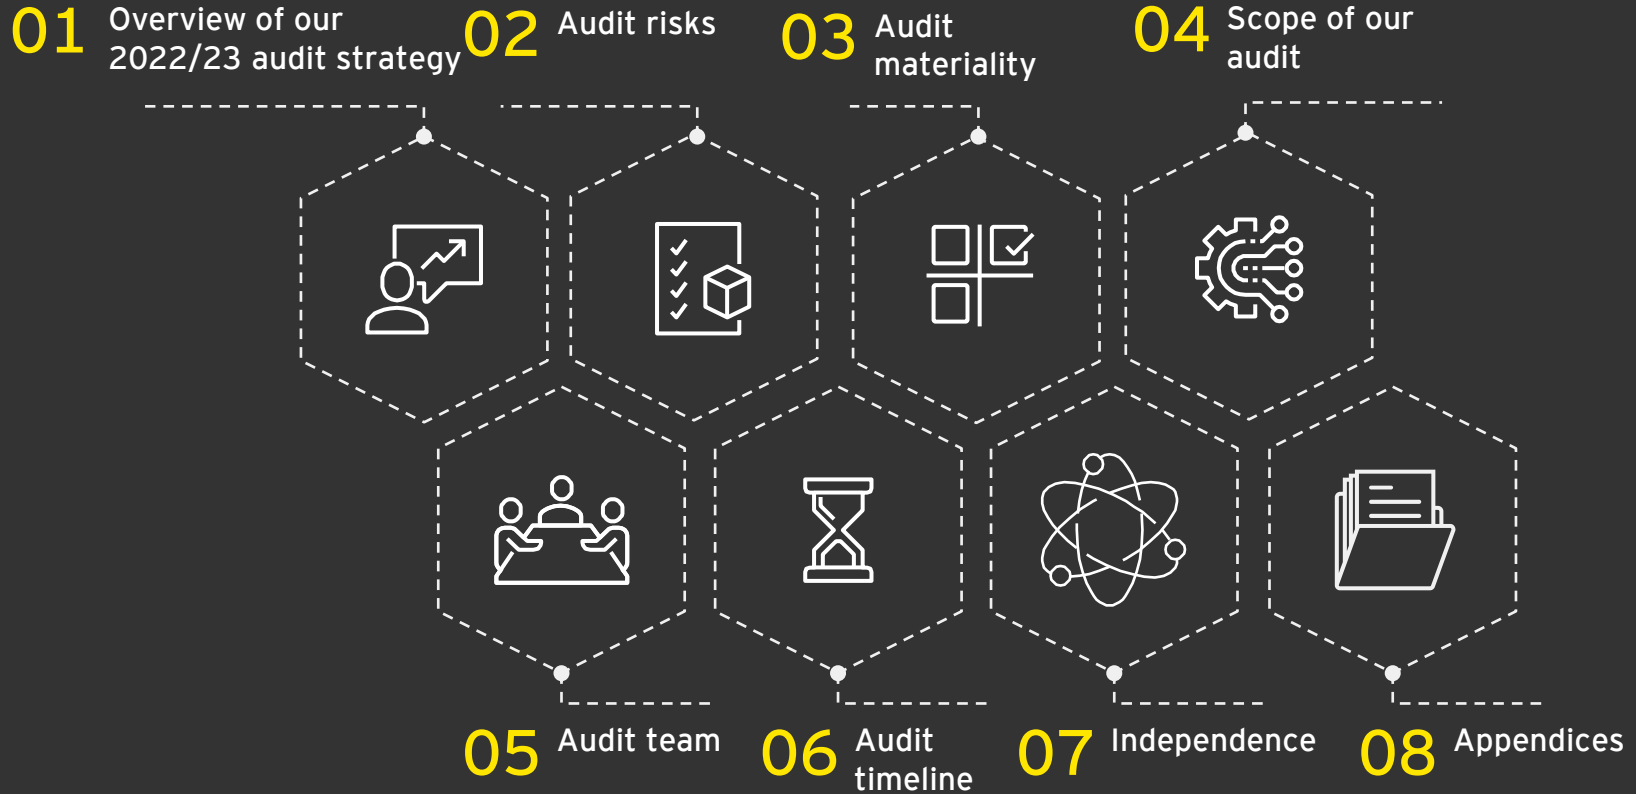 01 Overview of our
2022/23 audit strategy
02 Audit risks
03 Audit
materiality
04 Scope of our
audit
05 Audit team
06 Audit
timeline
07 Independence
08 Appendices